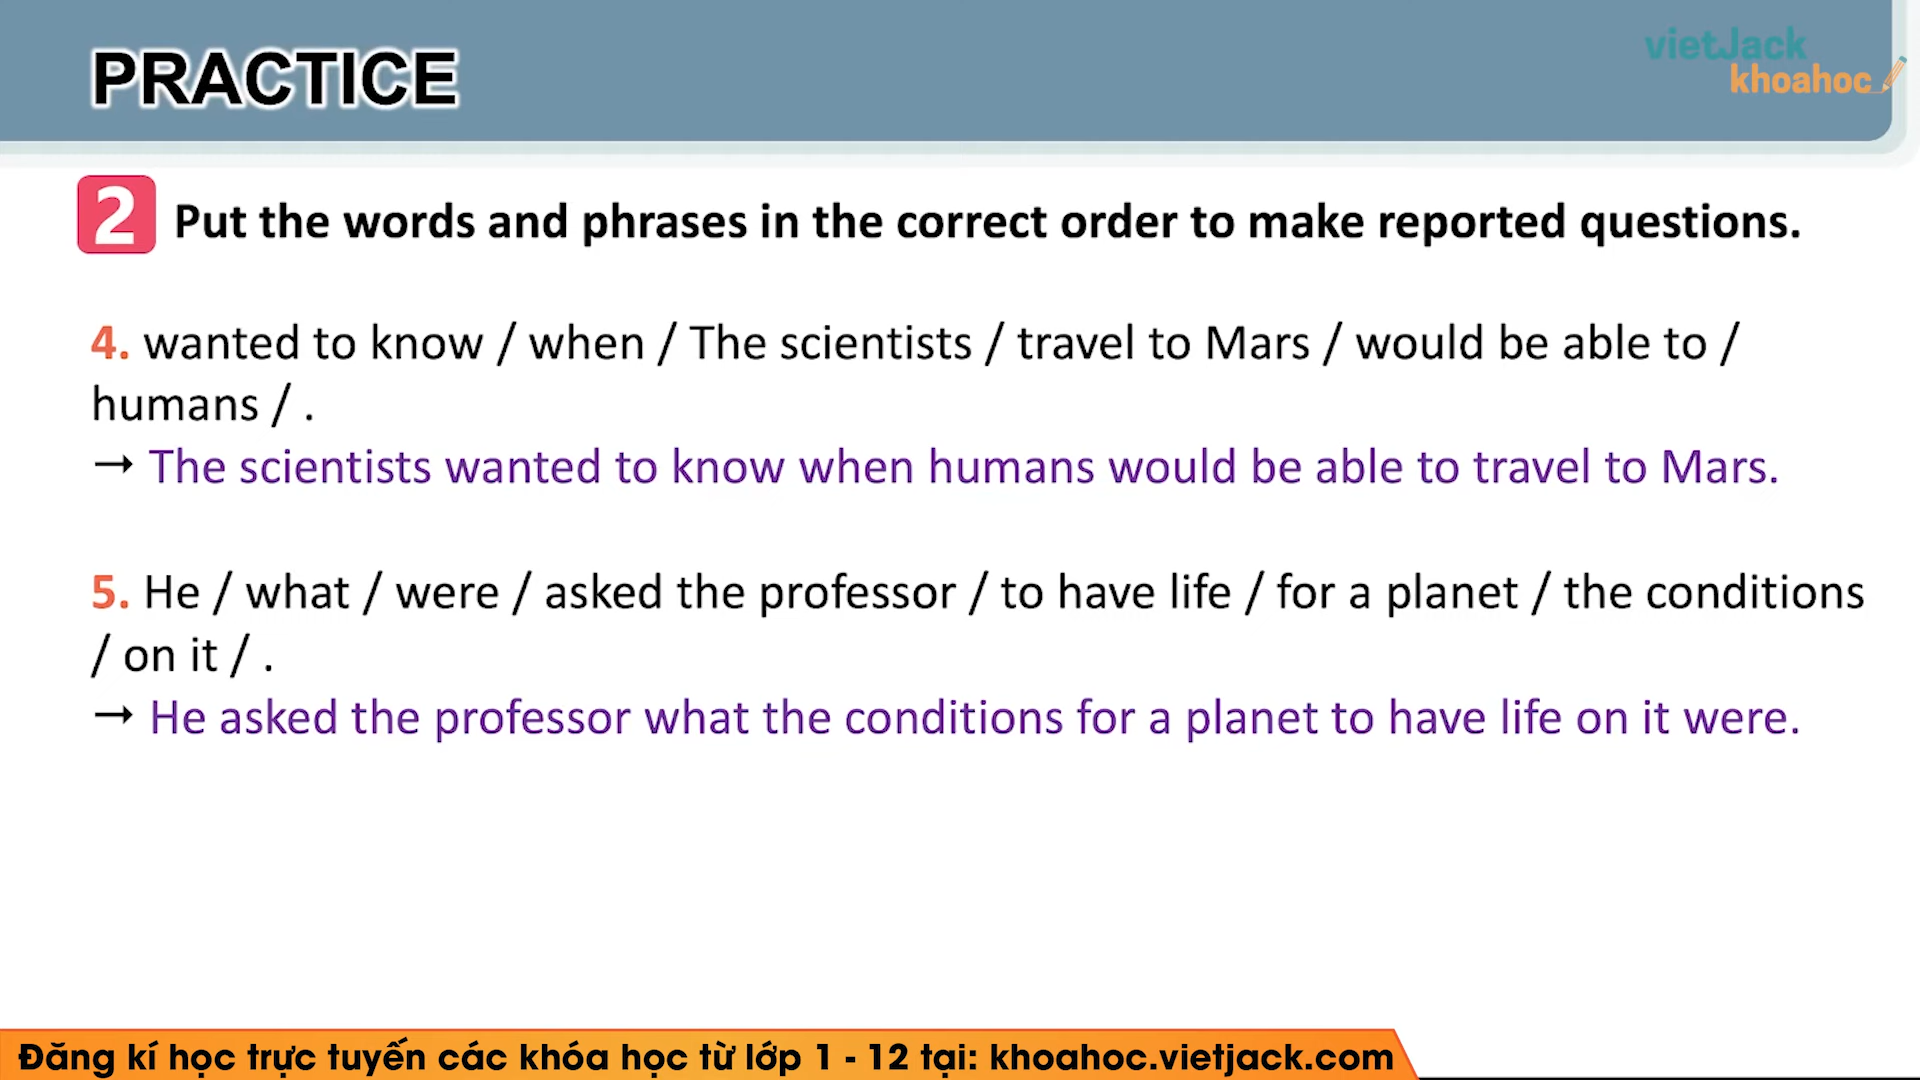 PRACTICE
vietJack
khoahoc
2 Put the words and phrases in the correct order to make reported questions.
4. wanted to know / when / The scientists / travel to Mars / would be able to /
humans / .
→ The scientists wanted to know when humans would be able to travel to Mars.
5. He / what / were / asked the professor / to have life / for a planet / the conditions
/ on it / .
→ He asked the professor what the conditions for a planet to have life on it were.
Đăng kí học trực tuyến các khóa học từ lớp 1 - 12 tại: khoahoc.vietjack.com